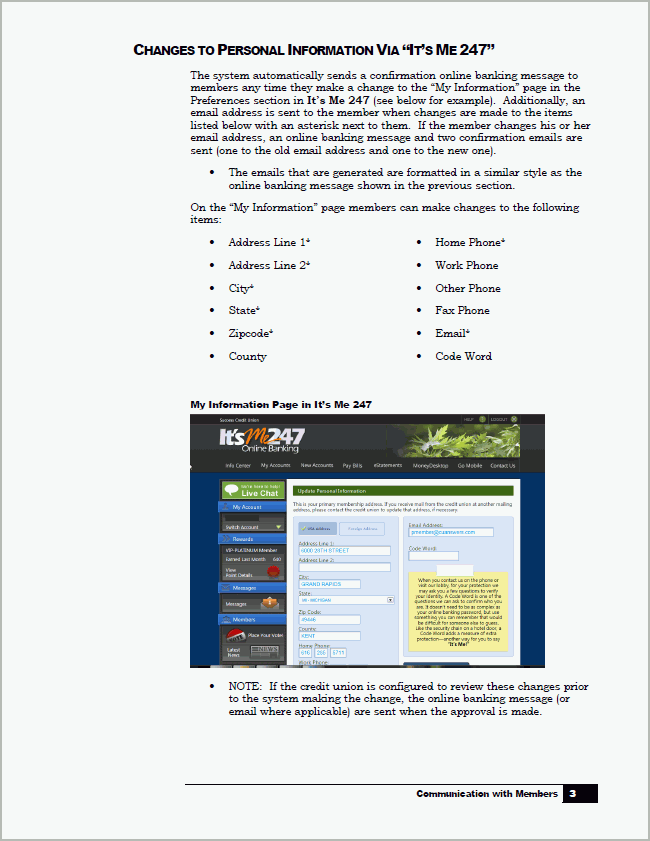 CHANGES TO PERSONAL INFORMATION VIA “IT’S ME 247”
The system automatically sends a confirmation online banking message to
members any time they make a change to the “My Information” page in the
Preferences section in It’s Me 247 (see below for example).  Additionally, an
email address is sent to the member when changes are made to the items
listed below with an asterisk next to them.  If the member changes his or her
email address, an online banking message and two confirmation emails are
sent (one to the old email address and one to the new one).
• The emails that are generated are formatted in a similar style as the
online banking message shown in the previous section.
On the “My Information” page members can make changes to the following
items:
• Address Line 1*
• Address Line 2*
• City*
• State*
• Zipcode*
• County
• Home Phone*
• Work Phone
• Other Phone
• Fax Phone
• Email*
• Code Word
My Information Page in It’s Me 247
Success Credit Union
HELP ? LOGOUT X
It's Me 247
Online Banking
Info Center My Accounts New Accounts Pay Bills eStatements MoneyDesktop Go Mobile Contact Us
We're here to help!
Live Chat
My Account
Switch Account
Rewards
VIP PLATINUM Member
Earned Last Month 640
View
Point Details
Messages
Messages
Members
Place Your Votes
Latest
News
NEWS
Update Personal Information
This is your primary membership address. If you receive mail from the credit union at another mailing
address, please contact the credit union to update that address, if necessary.
USA address
Foreign address
Address Line 1:
6000 28TH STREET
Address Line 2:
City:
GRAND RAPIDS
State:
MI-MICHIGAN
Zip Code:
49446
County:
KENT
Home Phone:
616 285 5711
Work Phone:
Email Address:
jsmember@cuanswers.com
Code Word:
When you contact us on the phone or
visit our lobby, for your protection we
may ask you a few questions to verify
your identity. A Code Word is one of the
questions we can ask to confirm who you
are. It doesn't need to be as complex as
your online banking password, but use
something you can remember that would
be difficult for someone else to guess.
Like the security chain on a hotel door, a
Code Word adds a measure of extra
protection—another way for you to say
"It's Me!"
• NOTE:  If the credit union is configured to review these changes prior
to the system making the change, the online banking message (or
email where applicable) are sent when the approval is made.
Communication with Members 3